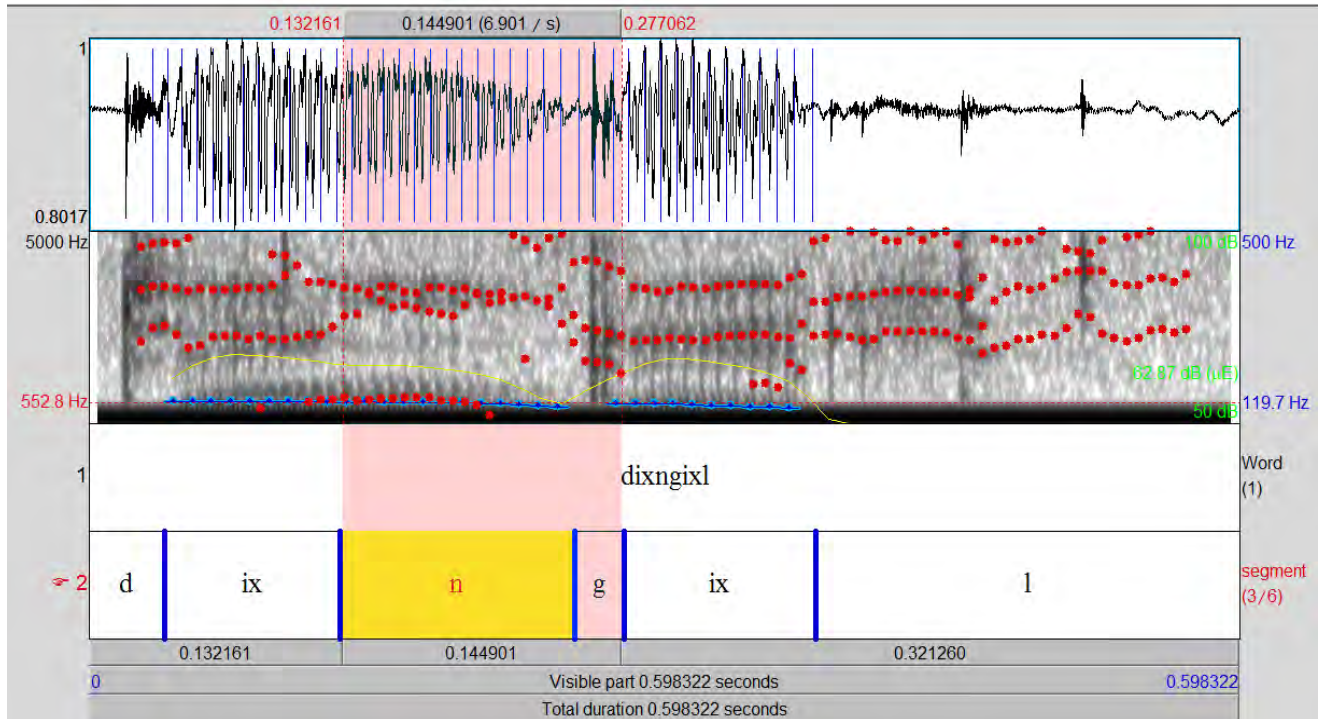 0.132161 0.144901 (6.901 / s) 0.277062
1
0.8017
5000 Hz 100 dB 500 Hz
62.87 dB (µE)
552.8 Hz 50 dB 119.7 Hz
1 dixngixl Word
(1)
2 d ix n g ix l segment
(3/6)
0.132161 0.144901 0.321260
0 Visible part 0.598322 seconds 0.598322
Total duration 0.598322 seconds